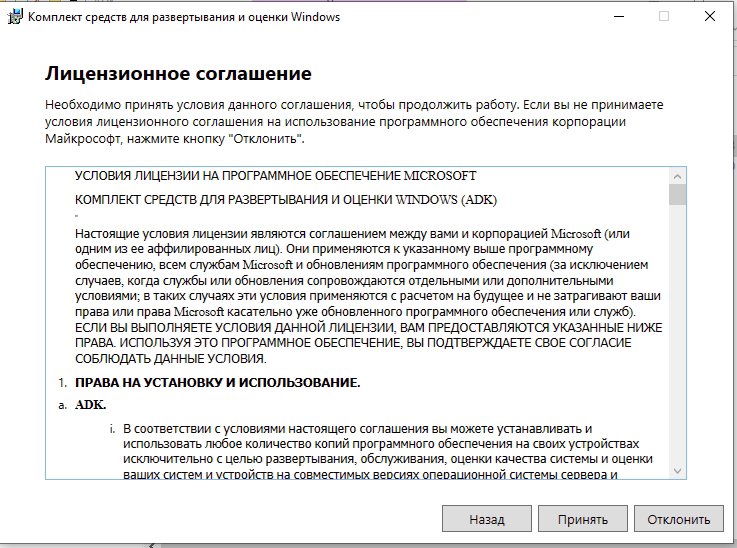 Комплект средств для развертывания и оценки Windows
Лицензионное соглашение
Необходимо принять условия данного соглашения, чтобы продолжить работу. Если вы не принимаете
условия лицензионного соглашения на использование программного обеспечения корпорации
Майкрософт, нажмите кнопку "Отклонить".
УСЛОВИЯ ЛИЦЕНЗИИ НА ПРОГРАММНОЕ ОБЕСПЕЧЕНИЕ MICROSOFT
КОМПЛЕКТ СРЕДСТВ ДЛЯ РАЗВЕРТЫВАНИЯ И ОЦЕНКИ WINDOWS (ADK)
Настоящие условия лицензии являются соглашением между вами и корпорацией Microsoft (или
одним из ее аффилированных лиц). Они применяются к указанному выше программному
обеспечению, всем службам Microsoft и обновлениям программного обеспечения (за исключением
случаев, когда службы или обновления сопровождаются отдельными или дополнительными
условиями; в таких случаях эти условия применяются с расчетом на будущее и не затрагивают ваши
права или права Microsoft касательно уже обновленного программного обеспечения или служб).
ЕСЛИ ВЫ ВЫПОЛНЯЕТЕ УСЛОВИЯ ДАННОЙ ЛИЦЕНЗИИ, ВАМ ПРЕДОСТАВЛЯЮТСЯ УКАЗАННЫЕ НИЖЕ
ПРАВА. ИСПОЛЬЗУЯ ЭТО ПРОГРАММНОЕ ОБЕСПЕЧЕНИЕ, ВЫ ПОДТВЕРЖДАЕТЕ СВОЕ СОГЛАСИЕ
СОБЛЮДАТЬ ДАННЫЕ УСЛОВИЯ.
1. ПРАВА НА УСТАНОВКУ И ИСПОЛЬЗОВАНИЕ.
a. ADK.
i. В соответствии с условиями настоящего соглашения вы можете устанавливать и
использовать любое количество копий программного обеспечения на своих устройствах
исключительно с целью развертывания, обслуживания, оценки качества системы и оценки
ваших систем и устройств на совместимых версиях операционной системы сервера и
Назад
Принять
Отклонить